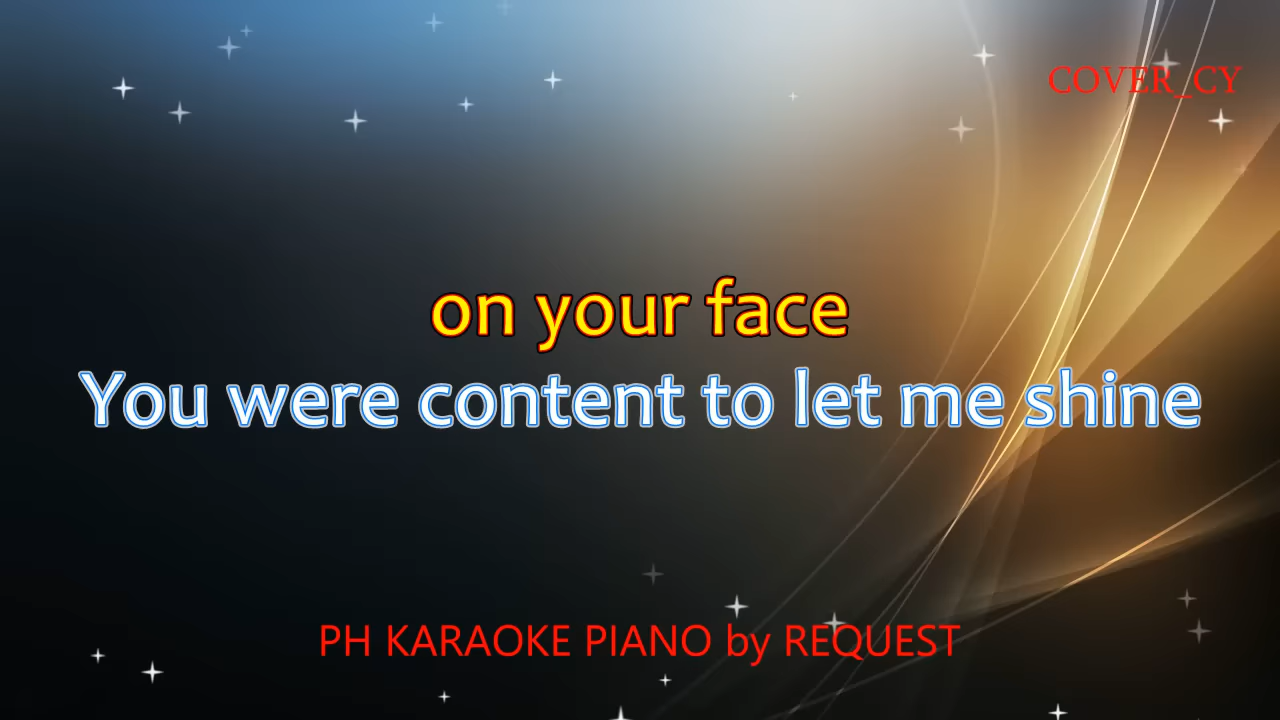 COVER_CY
on your face
You were content to let me shine
PH KARAOKE PIANO by REQUEST